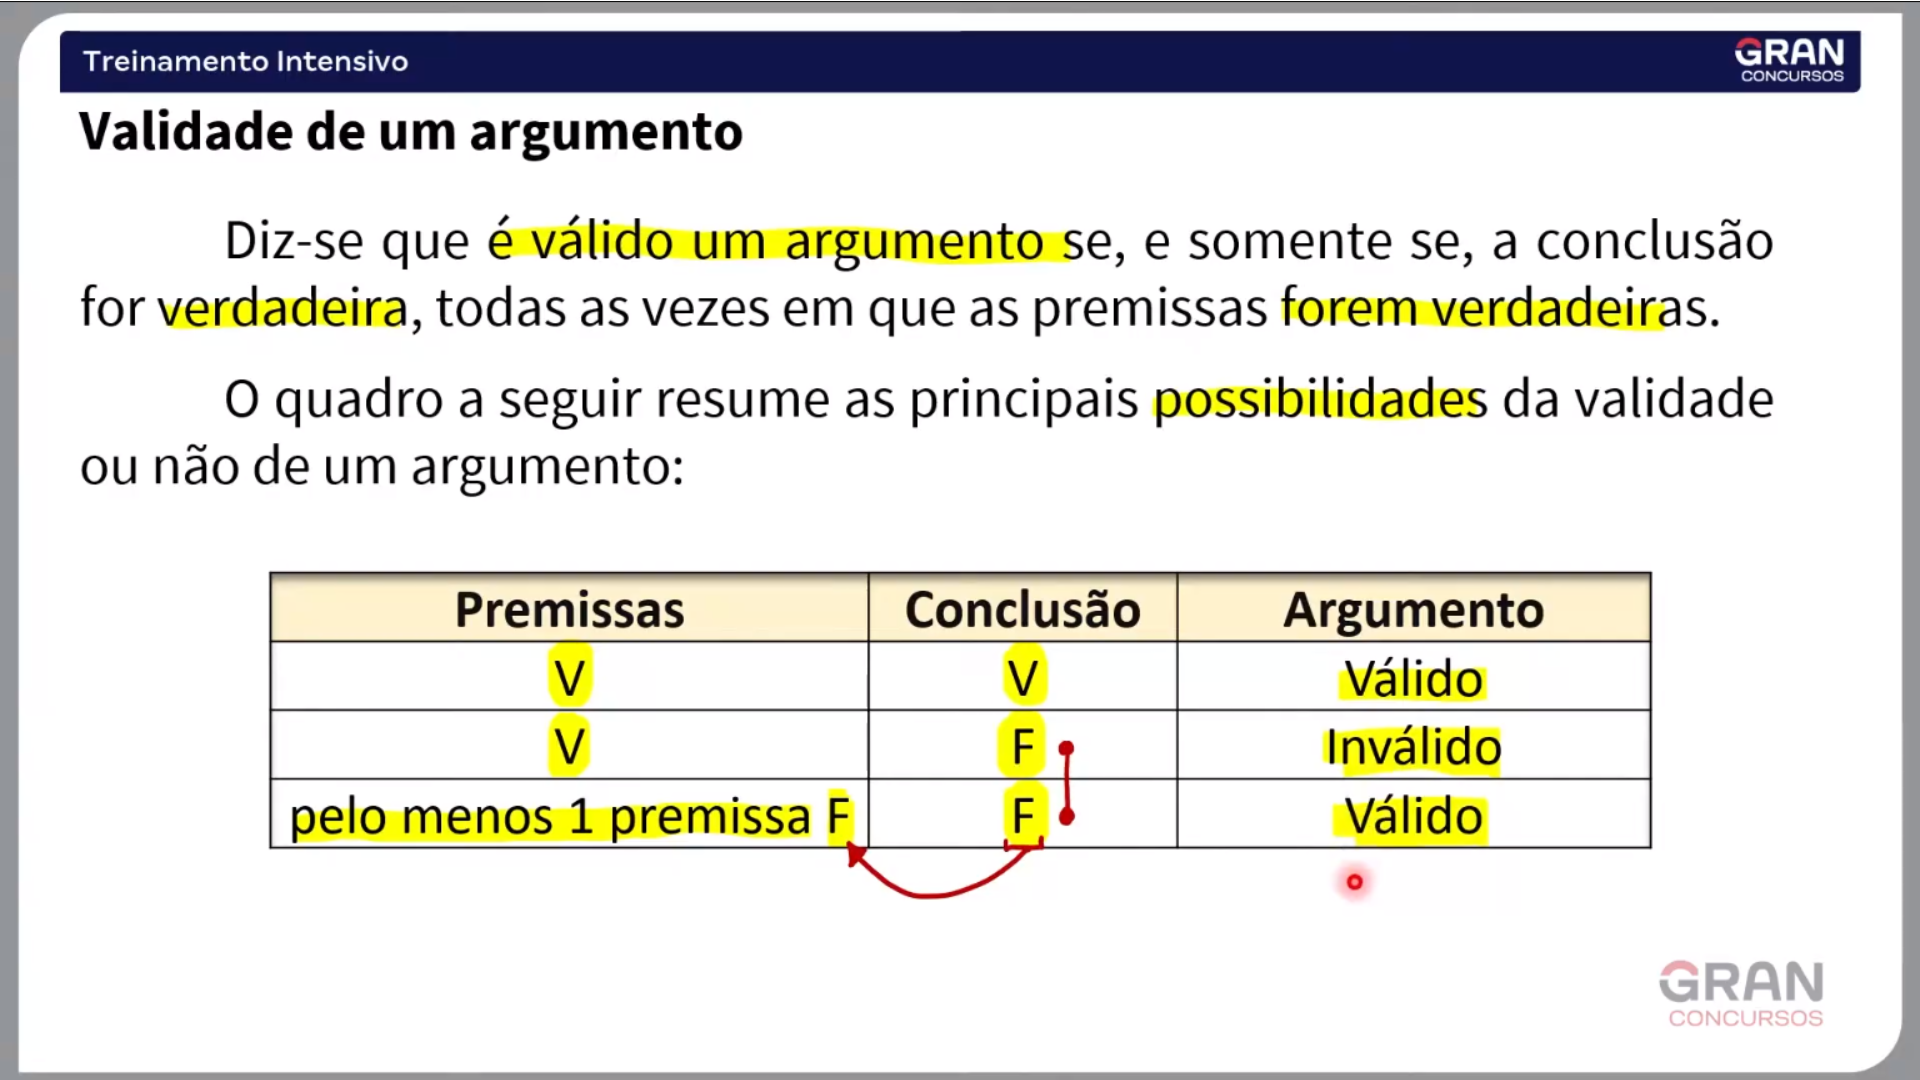 Treinamento Intensivo
GRAN
CONCURSOS
Validade de um argumento
Diz-se que é válido um argumento se, e somente se, a conclusão
for verdadeira, todas as vezes em que as premissas forem verdadeiras.
O quadro a seguir resume as principais possibilidades da validade
ou não de um argumento:
Premissas Conclusão Argumento
V V Válido
V F Inválido
pelo menos 1 premissa F F Válido
GRAN
CONCURSOS